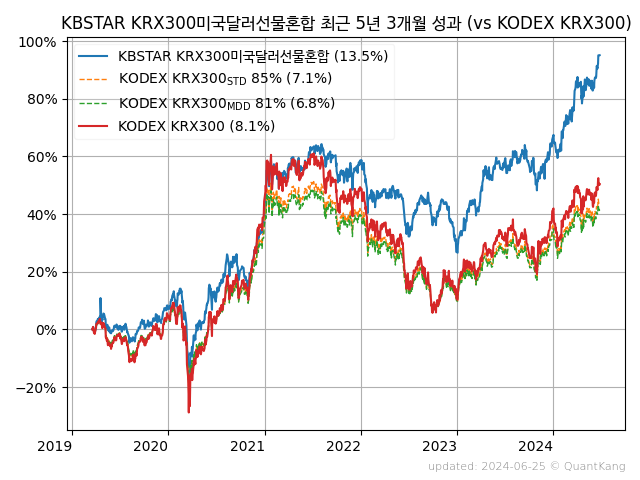 KBSTAR KRX300미국달러선물혼합 최근 5년 3개월 성과 (vs KODEX KRX300)
100%
80%
60%
40%
20%
0%
−20%
KBSTAR KRX300미국달러선물혼합 (13.5%)
KODEX KRX300STD 85% (7.1%)
KODEX KRX300MDD 81% (6.8%)
KODEX KRX300 (8.1%)
2019 2020 2021 2022 2023 2024
updated: 2024-06-25 © QuantKang